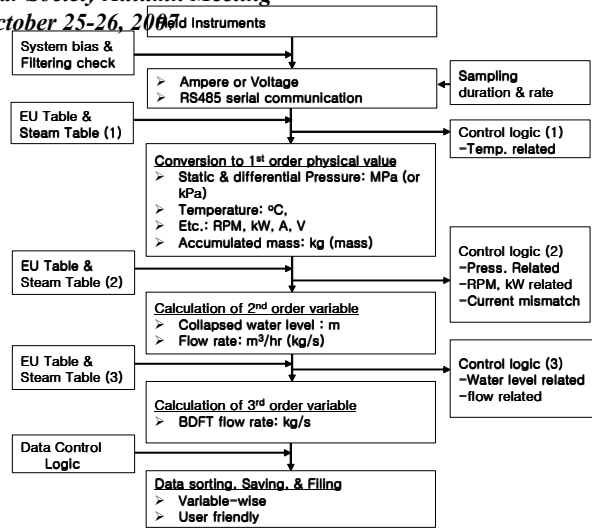 ar Society Autumn Meeting
ctober 25-26, 2007
Field Instruments
System bias &
Filtering check
➢ Ampere or Voltage
➢ RS485 serial communication
Sampling
duration & rate
EU Table &
Steam Table (1)
Control logic (1)
-Temp. related
Conversion to 1st order physical value
➢ Static & differential Pressure: MPa (or
kPa)
➢ Temperature: ºC,
➢ Etc.: RPM, kW, A, V
➢ Accumulated mass: kg (mass)
EU Table &
Steam Table (2)
Control logic (2)
-Press. Related
-RPM, kW related
-Current mismatch
Calculation of 2nd order variable
➢ Collapsed water level : m
➢ Flow rate: m³/hr (kg/s)
EU Table &
Steam Table (3)
Control logic (3)
-Water level related
-flow related
Calculation of 3rd order variable
➢ BDFT flow rate: kg/s
Data Control
Logic
Data sorting, Saving, & Filing
➢ Variable-wise
➢ User friendly